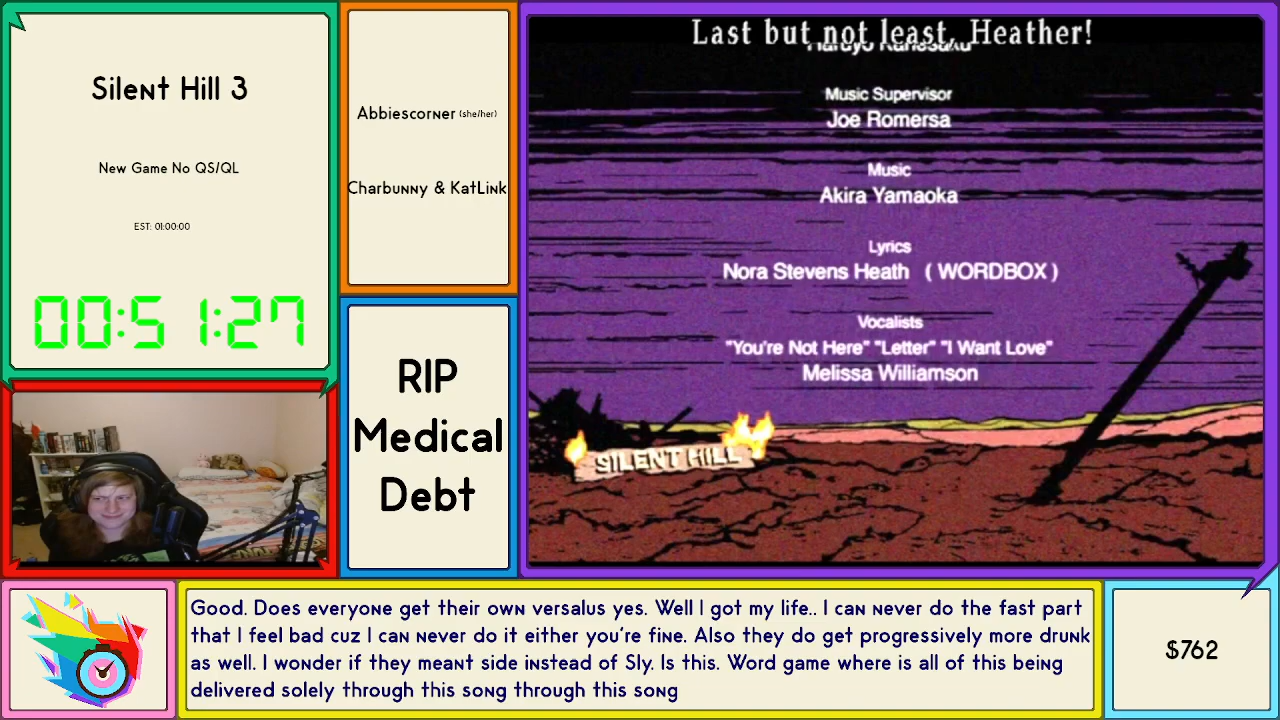 Silent Hill 3
New Game No QS/QL
EST: 01:00:00
00:51:27
Abbiescorner (she/her)
Charbunny & KatLink
RIP
Medical
Debt
Last but not least, Heather!
Music Supervisor
Joe Romersa
Music
Akira Yamaoka
Lyrics
Nora Stevens Heath ( WORDBOX )
Vocalists
"You're Not Here" "Letter" "I Want Love"
Melissa Williamson
SILENT HILL
Good. Does everyone get their own versalus yes. Well I got my life.. I can never do the fast part
that I feel bad cuz I can never do it either you're fine. Also they do get progressively more drunk
as well. I wonder if they meant side instead of Sly. Is this. Word game where is all of this being
delivered solely through this song through this song
$762